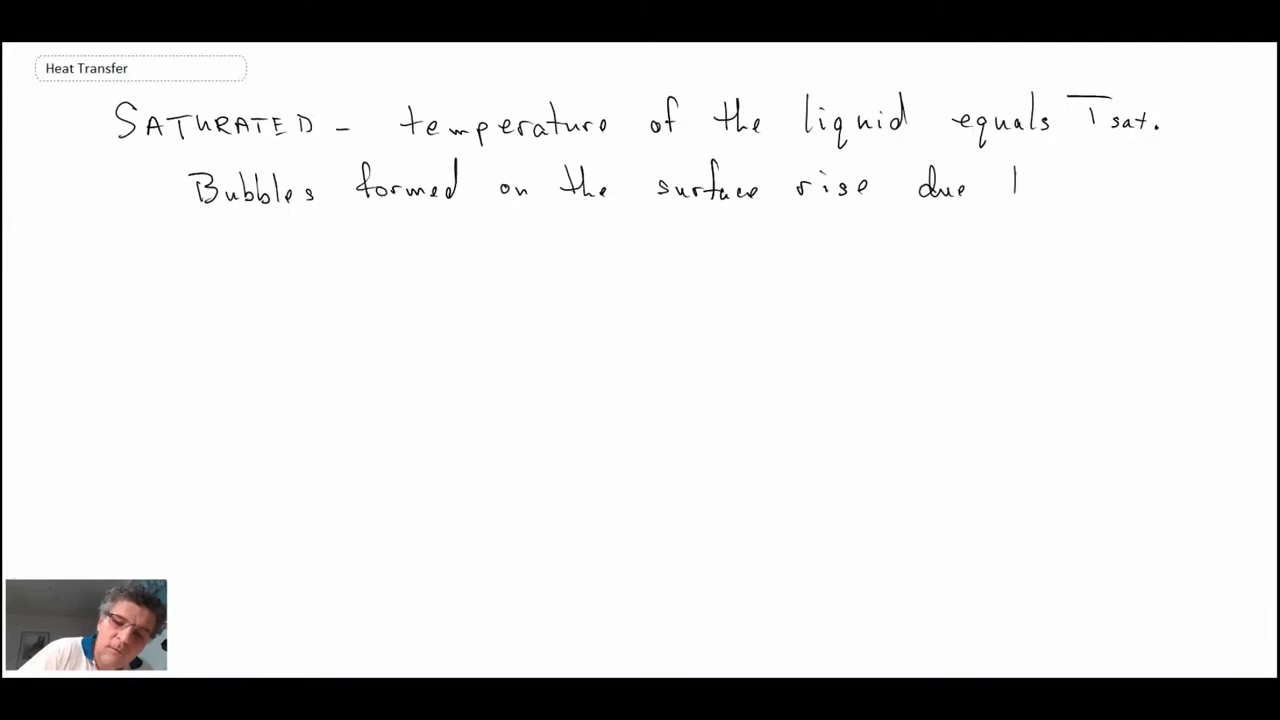 Heat Transfer
SATURATED - temperature of the liquid equals Tsat.
Bubbles formed on the surface rise due